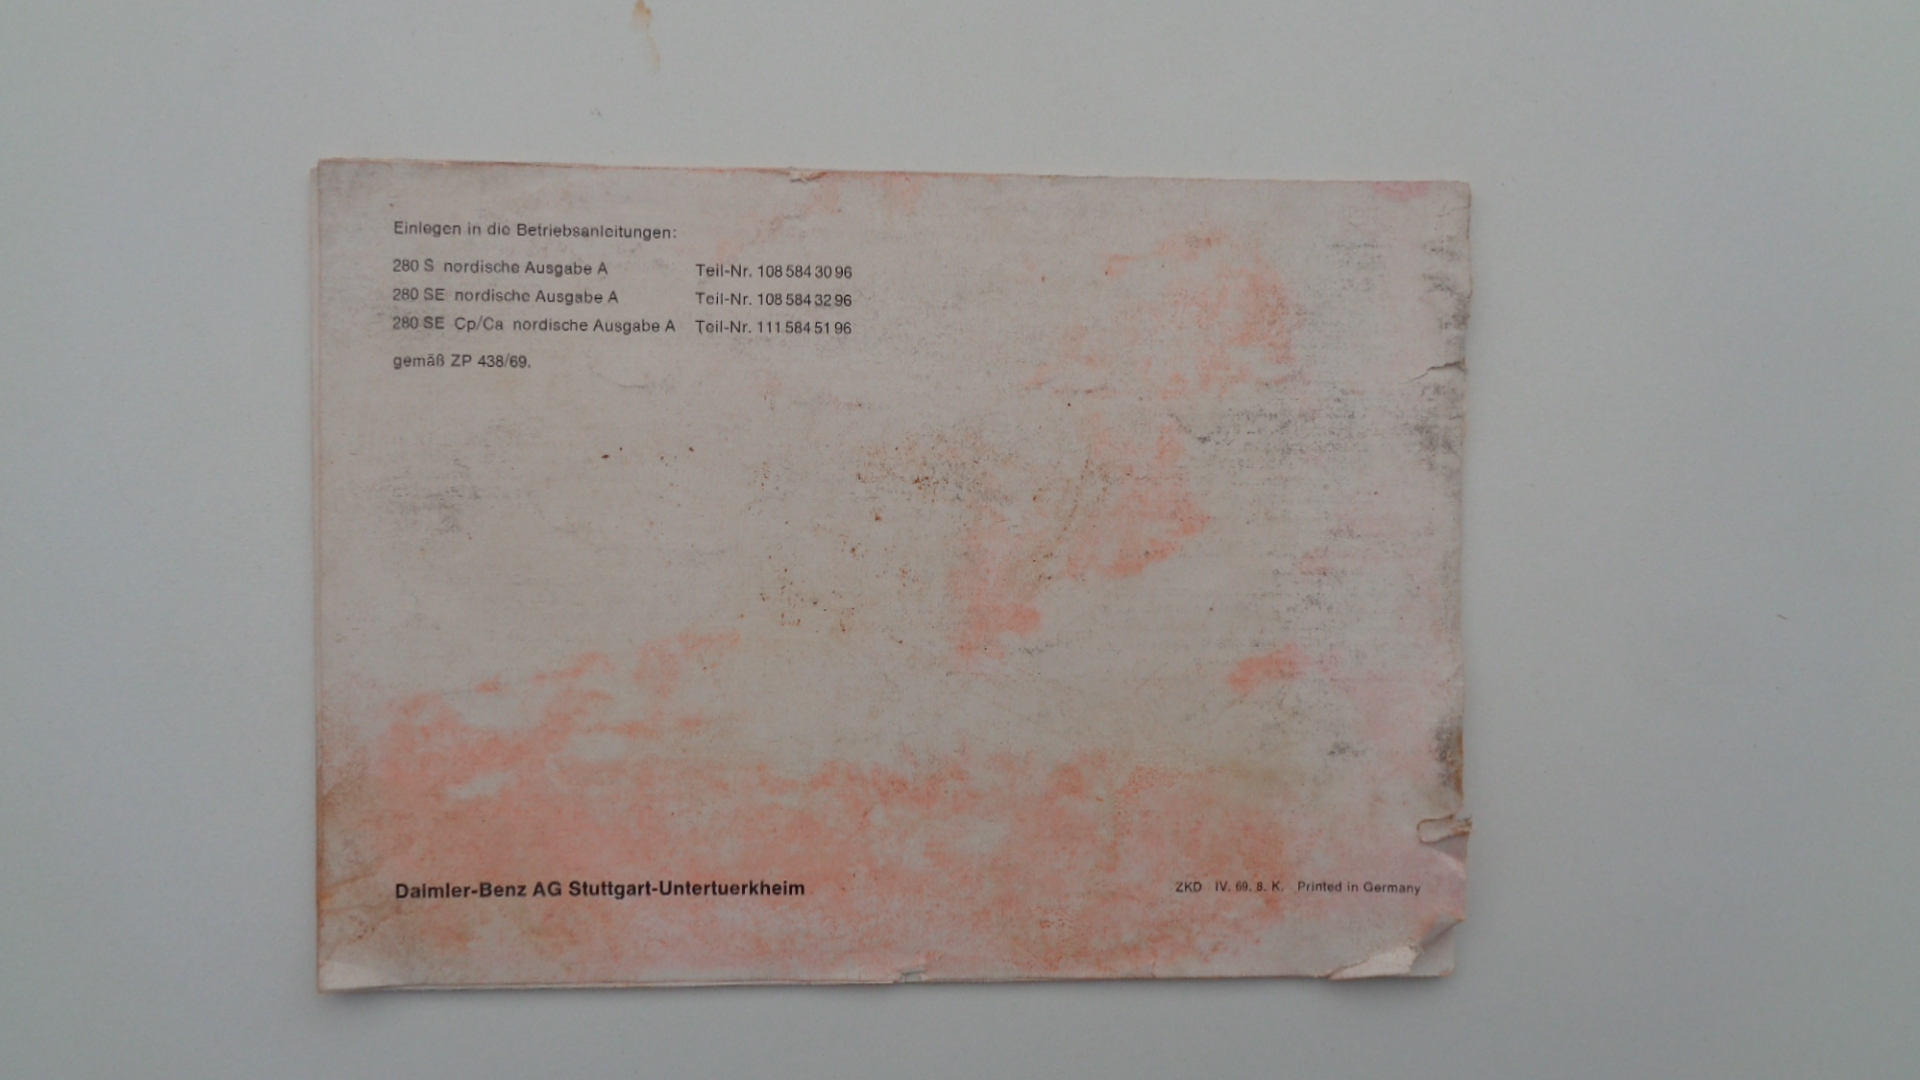 Einlegen in die Betriebsanleitungen:
280 S nordische Ausgabe A Teil-Nr. 108 584 30 96
280 SE nordische Ausgabe A Teil-Nr. 108 584 32 96
280 SE Cp/Ca nordische Ausgabe A Teil-Nr. 111 584 51 96
gemäß ZP 438/69.
Daimler-Benz AG Stuttgart-Untertuerkheim
ZKD IV. 69. 8. K. Printed in Germany